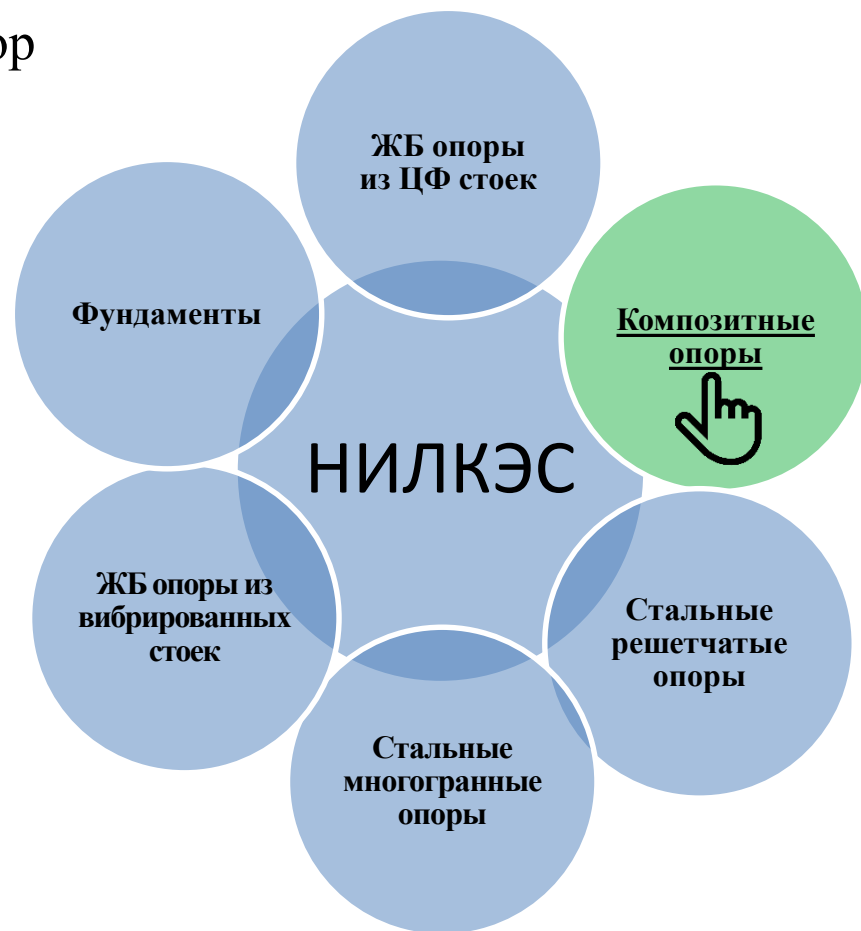 ор
ЖБ опоры
из ЦФ стоек
Композитные
опоры
Фундаменты
НИЛКЭС
ЖБ опоры из
вибрированных
стоек
Стальные
решетчатые
опоры
Стальные
многогранные
опоры